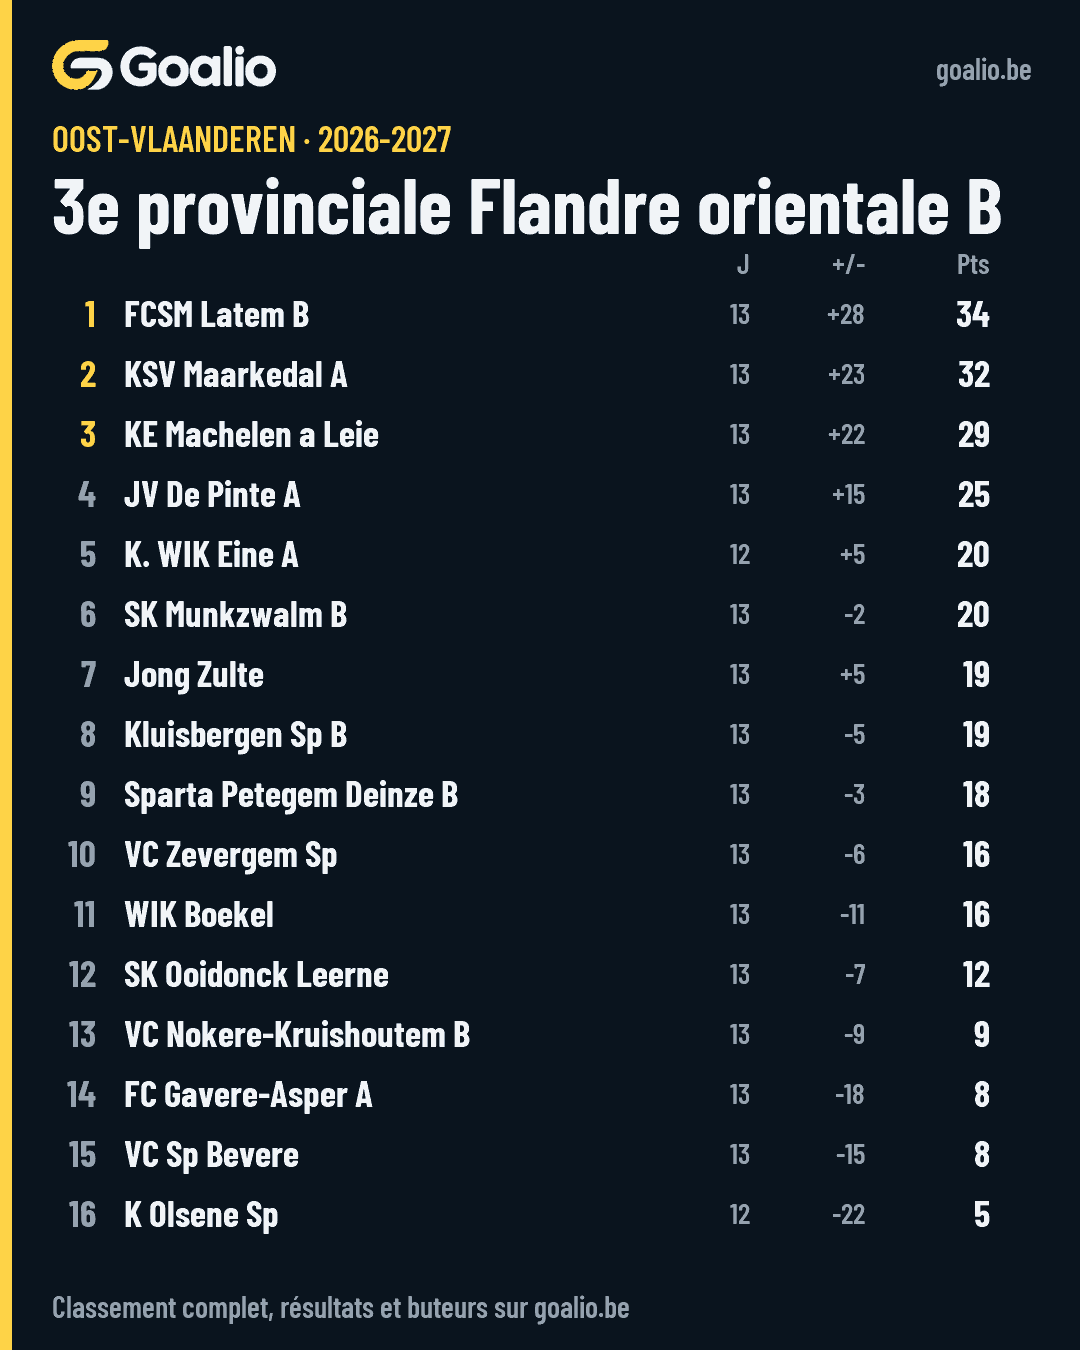 Goalio
goalio.be
OOST-VLAANDEREN · 2026-2027
3e provinciale Flandre orientale B
J +/- Pts
1 FCSM Latem B 13 +28 34
2 KSV Maarkedal A 13 +23 32
3 KE Machelen a Leie 13 +22 29
4 JV De Pinte A 13 +15 25
5 K. WIK Eine A 12 +5 20
6 SK Munkzwalm B 13 -2 20
7 Jong Zulte 13 +5 19
8 Kluisbergen Sp B 13 -5 19
9 Sparta Petegem Deinze B 13 -3 18
10 VC Zevergem Sp 13 -6 16
11 WIK Boekel 13 -11 16
12 SK Ooidonck Leerne 13 -7 12
13 VC Nokere-Kruishoutem B 13 -9 9
14 FC Gavere-Asper A 13 -18 8
15 VC Sp Bevere 13 -15 8
16 K Olsene Sp 12 -22 5
Classement complet, résultats et buteurs sur goalio.be